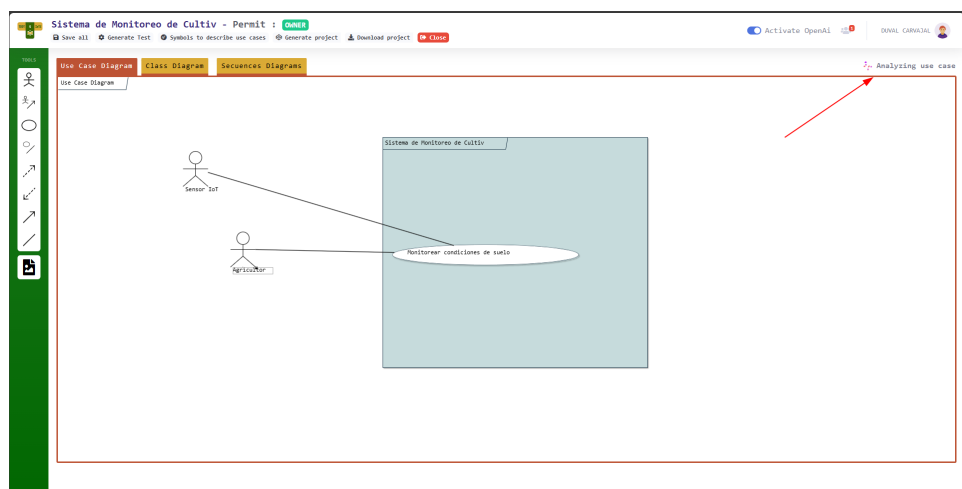 Sistema de Monitoreo de Cultiv - Permit : OWNER
Save all Generate Test Symbols to describe use cases Generate project Download project Close
Activate OpenAi
DUVAL CARVAJAL
TOOLS
Use Case Diagram Class Diagram Secuences Diagrams
Analyzing use case
Use Case Diagram
Sistema de Monitoreo de Cultiv
Sensor IoT
Monitorear condiciones de suelo
Agricultor